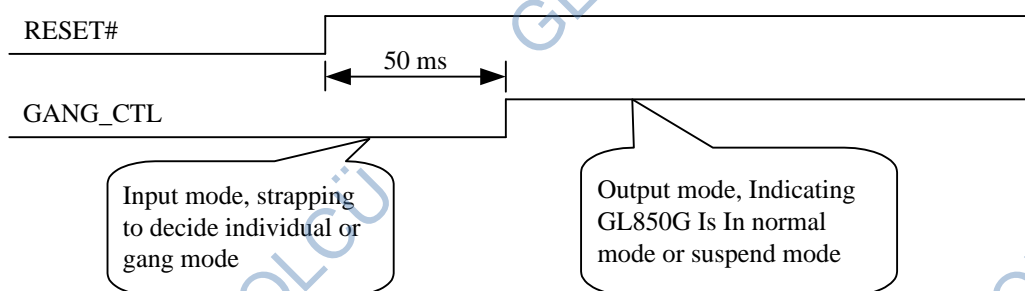 RESET#
50 ms
GANG_CTL
Input mode, strapping
to decide individual or
gang mode
Output mode, Indicating
GL850G Is In normal
mode or suspend mode